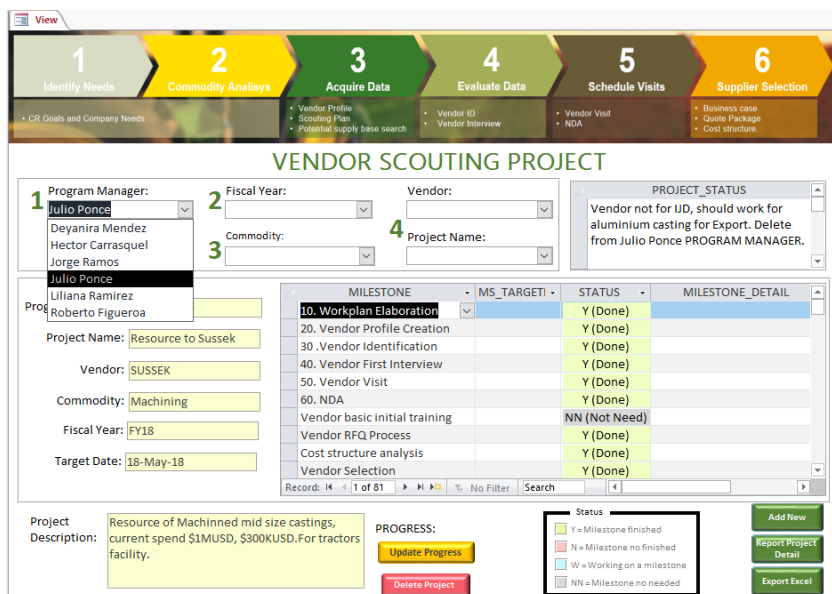 View
1
Identify Needs
2
Commodity Analisys
3
Acquire Data
4
Evaluate Data
5
Schedule Visits
6
Supplier Selection
• CR Goals and Company Needs
• Vendor Profile
• Scouting Plan
• Potential supply base search
• Vendor ID
• Vendor Interview
• Vendor Visit
• NDA
• Business case
• Quote Package
• Cost structure
VENDOR SCOUTING PROJECT
1 Program Manager:
Julio Ponce
Deyanira Mendez
Hector Carrasquel
Jorge Ramos
Julio Ponce
Liliana Ramirez
Roberto Figueroa
2 Fiscal Year:
3 Commodity:
Vendor:
4 Project Name:
PROJECT_STATUS
Vendor not for IJD, should work for
aluminium casting for Export. Delete
from Julio Ponce PROGRAM MANAGER.
Project Name: Resource to Sussek
Vendor: SUSSEK
Commodity: Machining
Fiscal Year: FY18
Target Date: 18-May-18
MILESTONE MS_TARGETI STATUS MILESTONE_DETAIL
10. Workplan Elaboration Y (Done)
20. Vendor Profile Creation Y (Done)
30 .Vendor Identification Y (Done)
40. Vendor First Interview Y (Done)
50. Vendor Visit Y (Done)
60. NDA Y (Done)
Vendor basic initial training NN (Not Need)
Vendor RFQ Process Y (Done)
Cost structure analysis Y (Done)
Vendor Selection Y (Done)
Record: 1 of 81 No Filter Search
Project
Description:
Resource of Machinned mid size castings,
current spend $1MUSD, $300KUSD.For tractors
facility.
PROGRESS:
Update Progress
Delete Project
Status
Y = Milestone finished
N = Milestone no finished
W = Working on a milestone
NN = Milestone no needed
Add New
Report Project
Detail
Export Excel